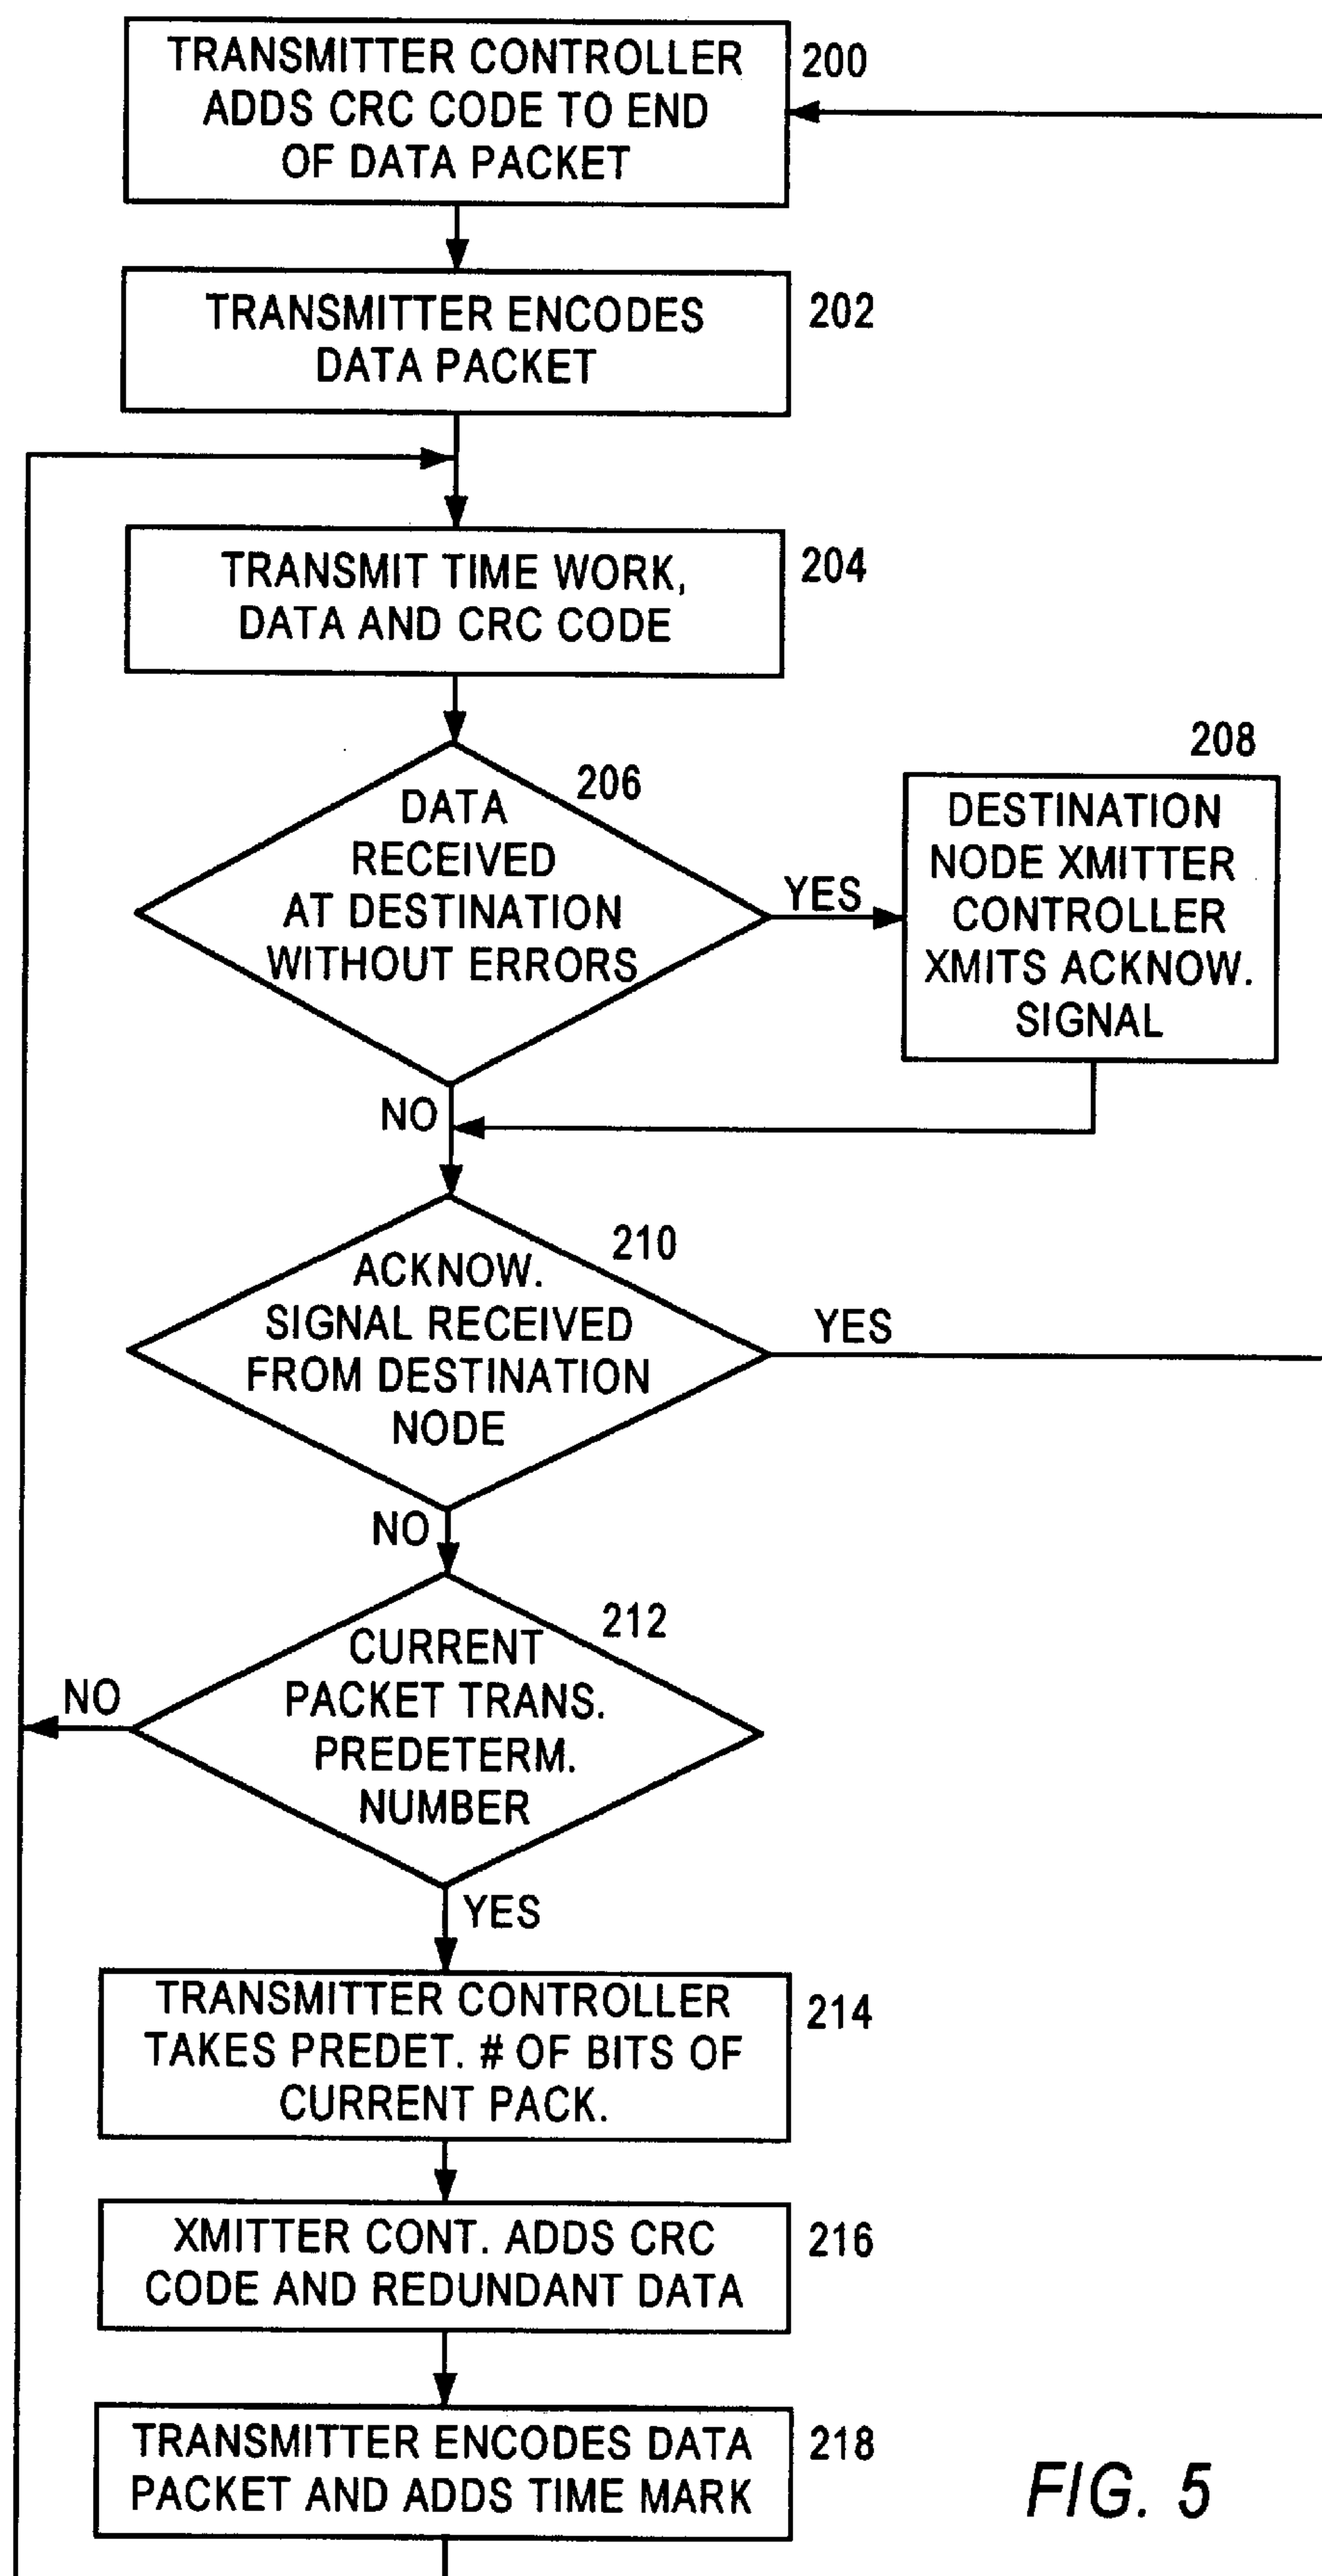 TRANSMITTER CONTROLLER
ADDS CRC CODE TO END
OF DATA PACKET
200
TRANSMITTER ENCODES
DATA PACKET
202
TRANSMIT TIME WORK,
DATA AND CRC CODE
204
DATA
RECEIVED
AT DESTINATION
WITHOUT ERRORS
206
YES
208
DESTINATION
NODE XMITTER
CONTROLLER
XMITS ACKNOW.
SIGNAL
NO
ACKNOW.
SIGNAL RECEIVED
FROM DESTINATION
NODE
210
YES
NO
CURRENT
PACKET TRANS.
PREDETERM.
NUMBER
212
NO
YES
TRANSMITTER CONTROLLER
TAKES PREDET. # OF BITS OF
CURRENT PACK.
214
XMITTER CONT. ADDS CRC
CODE AND REDUNDANT DATA
216
TRANSMITTER ENCODES DATA
PACKET AND ADDS TIME MARK
218
FIG. 5